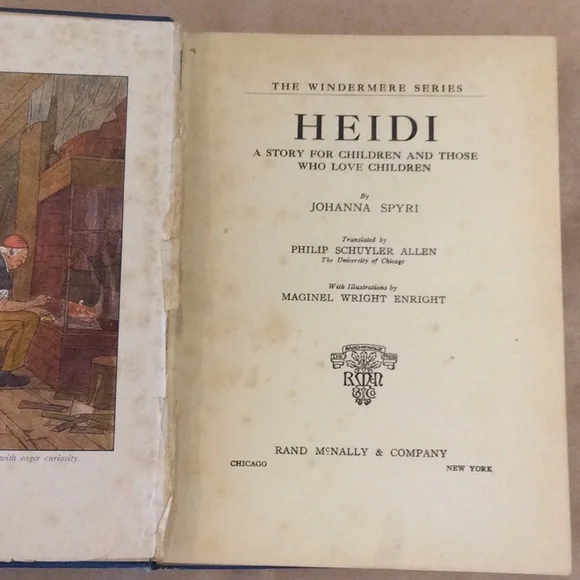 with eager curiosity.
THE WINDERMERE SERIES
HEIDI
A STORY FOR CHILDREN AND THOSE
WHO LOVE CHILDREN
By
JOHANNA SPYRI
Translated by
PHILIP SCHUYLER ALLEN
The University of Chicago
With Illustrations by
MAGINEL WRIGHT ENRIGHT
RMN
& Co
RAND MCNALLY & COMPANY
CHICAGO NEW YORK